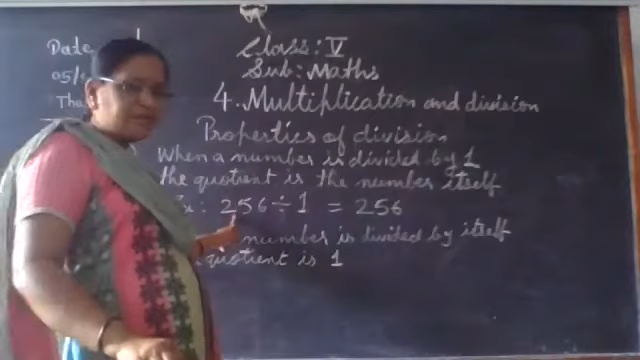 Date
Class: V
05/
Sub: Maths
4. Multiplication and division
Properties of division
When a number is divided by 1
the quotient is the number itself
Ex: 256 ÷ 1 = 256
number is divided by itself
quotient is 1